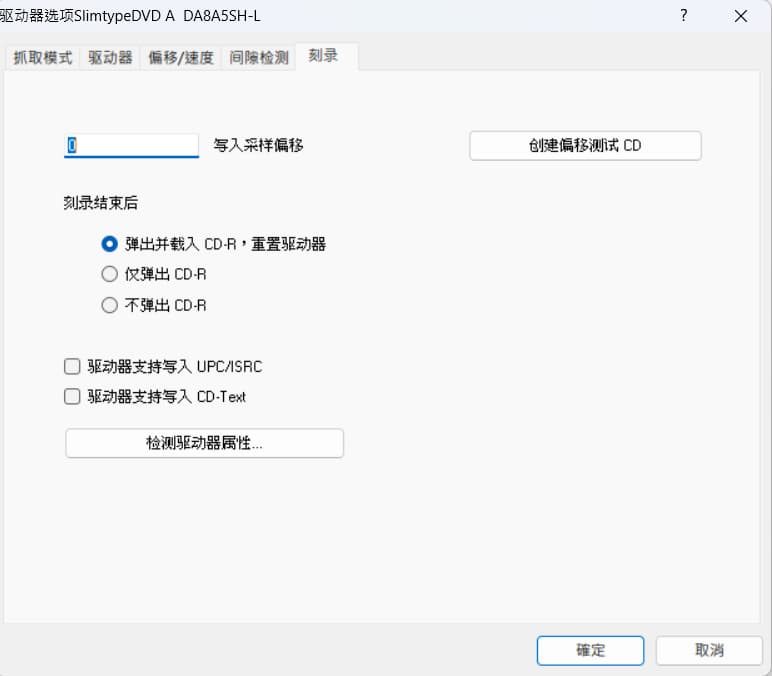 驱动器选项SlimtypeDVD A  DA8A5SH-L ?
抓取模式 驱动器 偏移/速度 间隙检测 刻录
0 写入采样偏移 创建偏移测试 CD
刻录结束后
弹出并载入 CD-R，重置驱动器
仅弹出 CD-R
不弹出 CD-R
驱动器支持写入 UPC/ISRC
驱动器支持写入 CD-Text
检测驱动器属性...
確定 取消